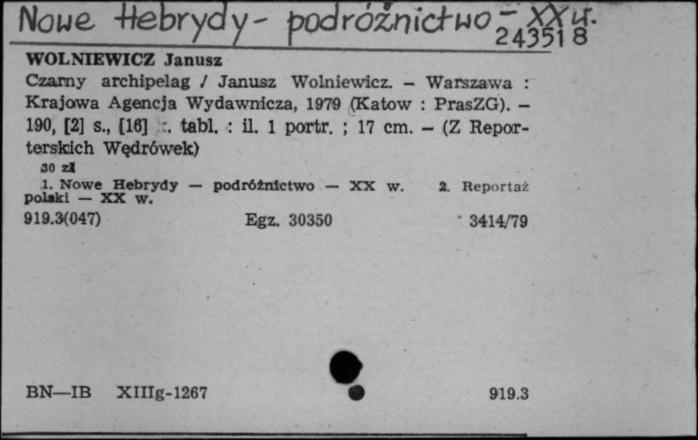 Nowe Hebrydy - podróżnictwo - XX w.
243518
WOLNIEWICZ Janusz
Czarny archipelag / Janusz Wolniewicz. — Warszawa :
Krajowa Agencja Wydawnicza, 1979 (Katow : PrasZG). —
190, [2] s., [16] s. tabl. : il. 1 portr. ; 17 cm. — (Z Repor-
terskich Wędrówek)
30 zł
1. Nowe Hebrydy — podróżnictwo — XX w. 2. Reportaż
polski — XX w.
919.3(047) Egz. 30350 3414/79
BN—IB XIIIg-1267 919.3